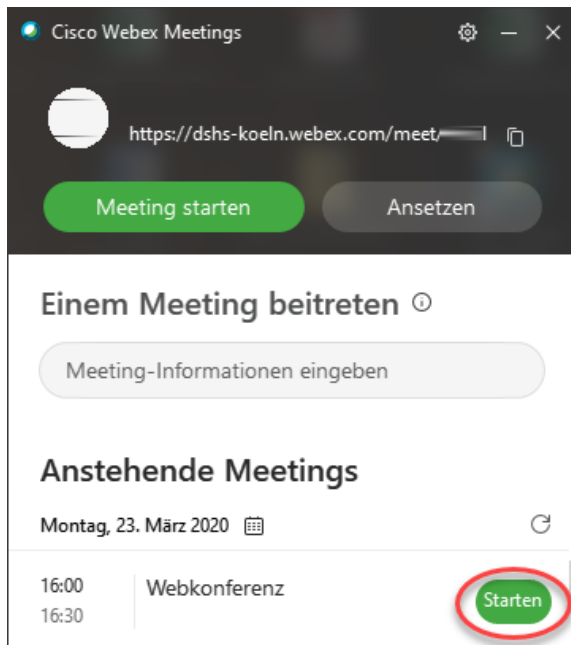 Cisco Webex Meetings
https://dshs-koeln.webex.com/meet/
Meeting starten
Ansetzen
Einem Meeting beitreten
Meeting-Informationen eingeben
Anstehende Meetings
Montag, 23. März 2020
16:00 Webkonferenz
Starten
16:30